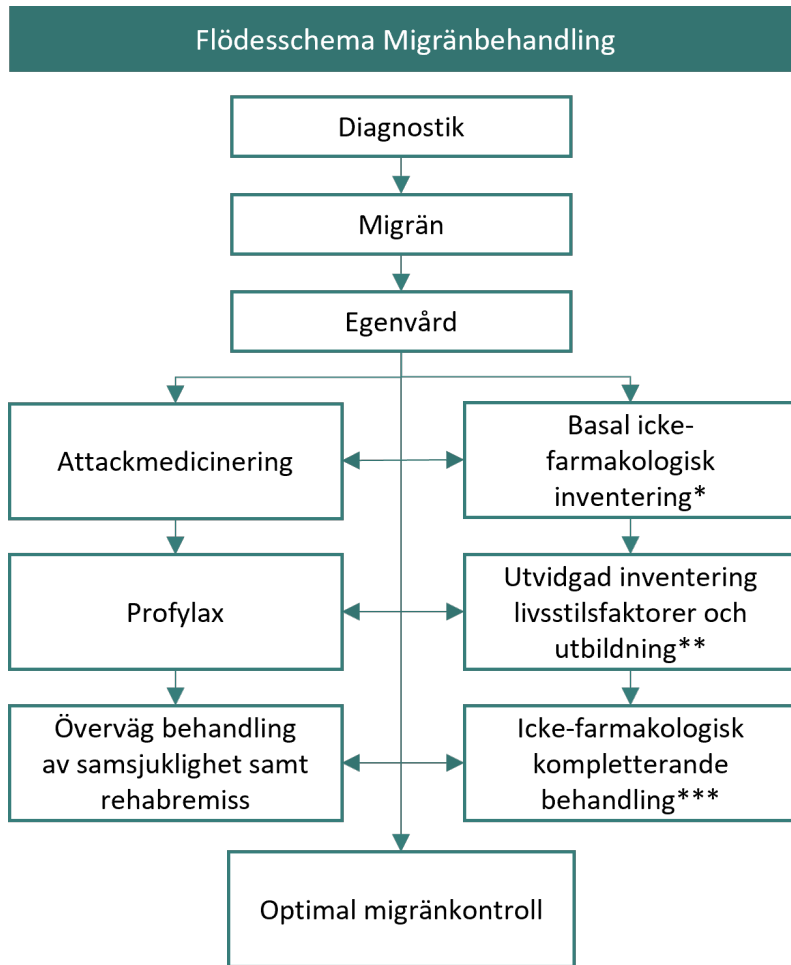 Flödesschema Migränbehandling
Diagnostik
Migrän
Egenvård
Attackmedicinering
Basal icke-
farmakologisk
inventering*
Profylax
Utvidgad inventering
livsstilsfaktorer och
utbildning**
Överväg behandling
av samsjuklighet samt
rehabremiss
Icke-farmakologisk
kompletterande
behandling***
Optimal migränkontroll